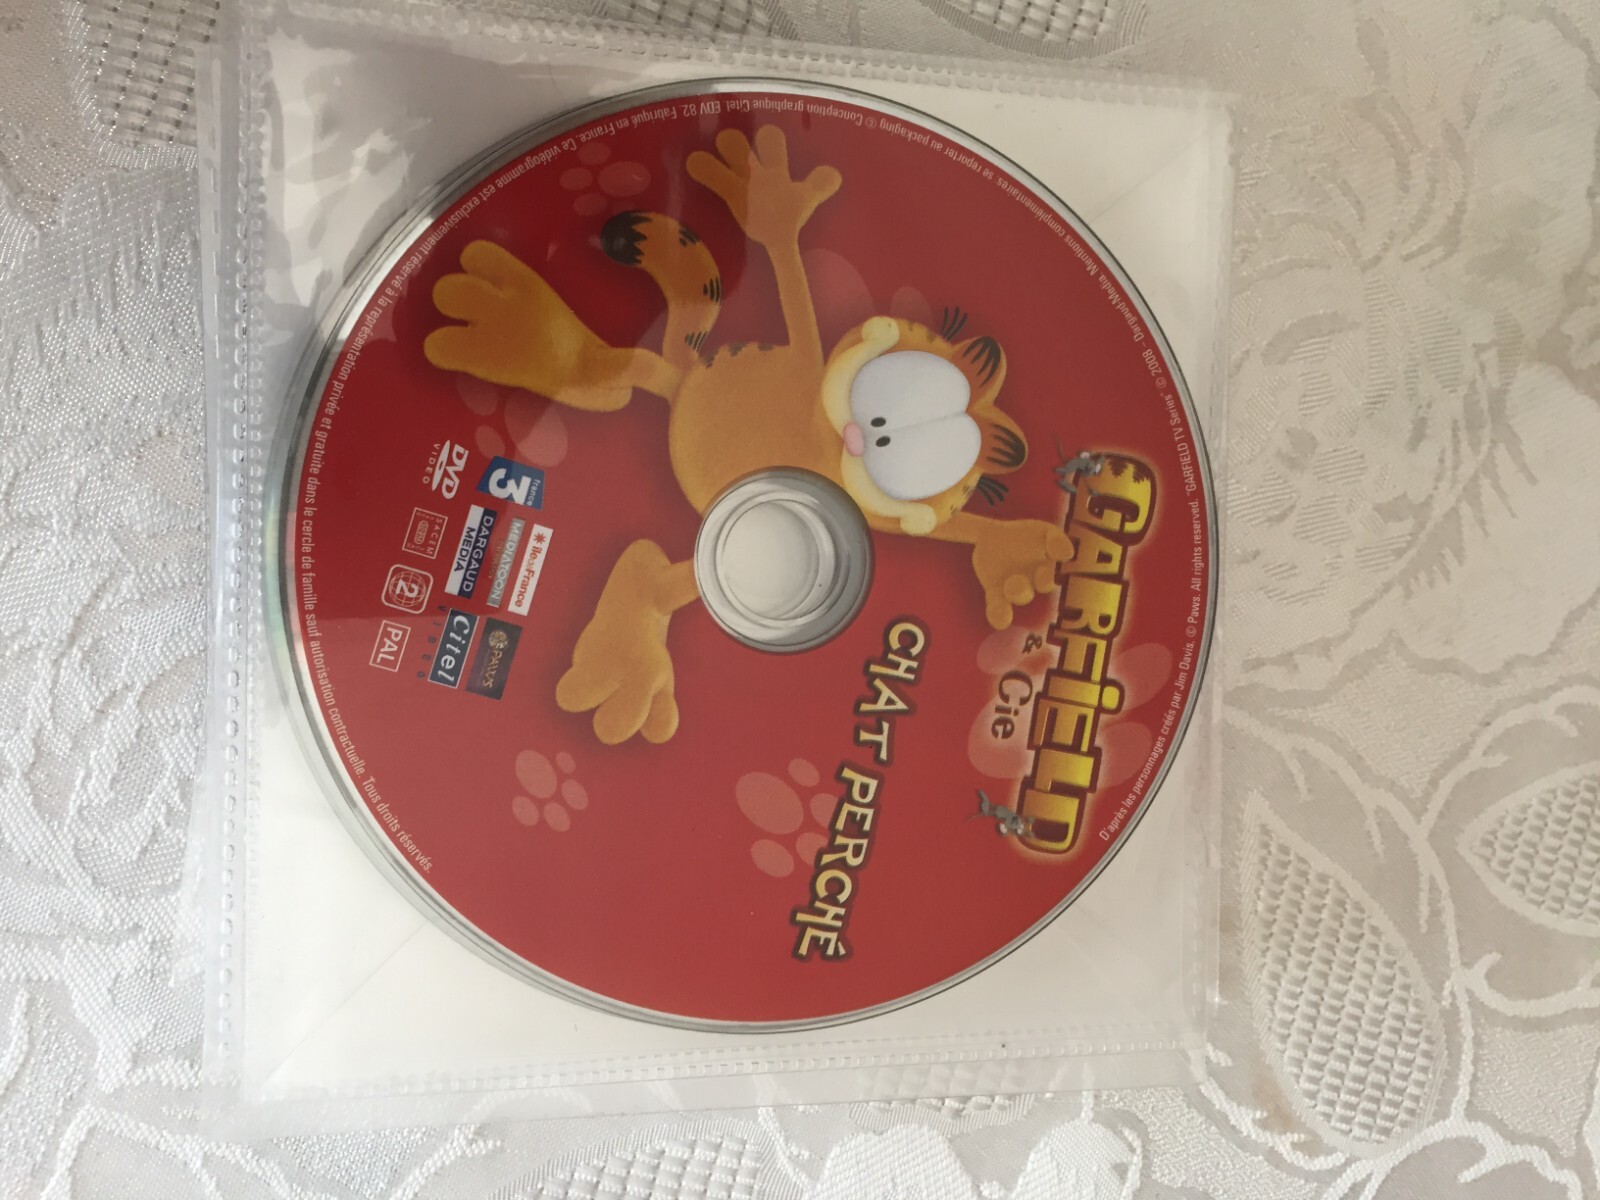 GARFiELD
& Cie
CHAT PERCHÉ
france 3
îledeFrance
MEDIATOON
DARGAUD MEDIA
PAWS
Citel
VIDEO
DVD
VIDEO
SACEM
2
PAL
D'après les personnages créés par Jim Davis. © Paws. All rights reserved. "GARFIELD TV Series" © 2008 - Dargaud Media. Mentions complémentaires, se reporter au packaging. Conception graphique Citel. EDV 82. Fabriqué en France. Ce vidéogramme est exclusivement réservé à la représentation privée et gratuite dans le cercle de famille sauf autorisation contractuelle. Tous droits réservés.